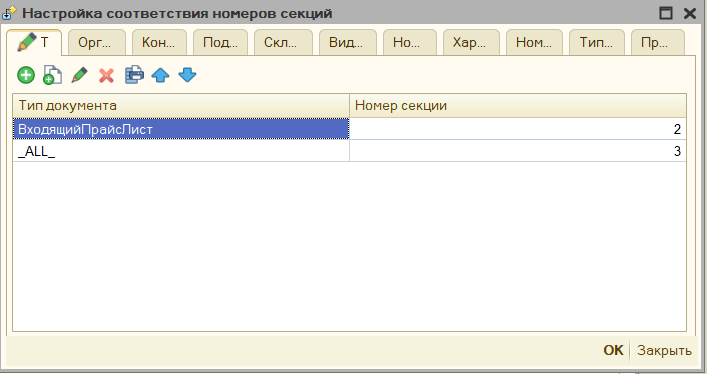 Настройка соответствия номеров секций
Т Орг... Кон... Под... Скл... Вид... Но... Хар... Ном... Тип... Пр...
Тип документа Номер секции
ВходящийПрайсЛист 2
_ALL_ 3
OK Закрыть